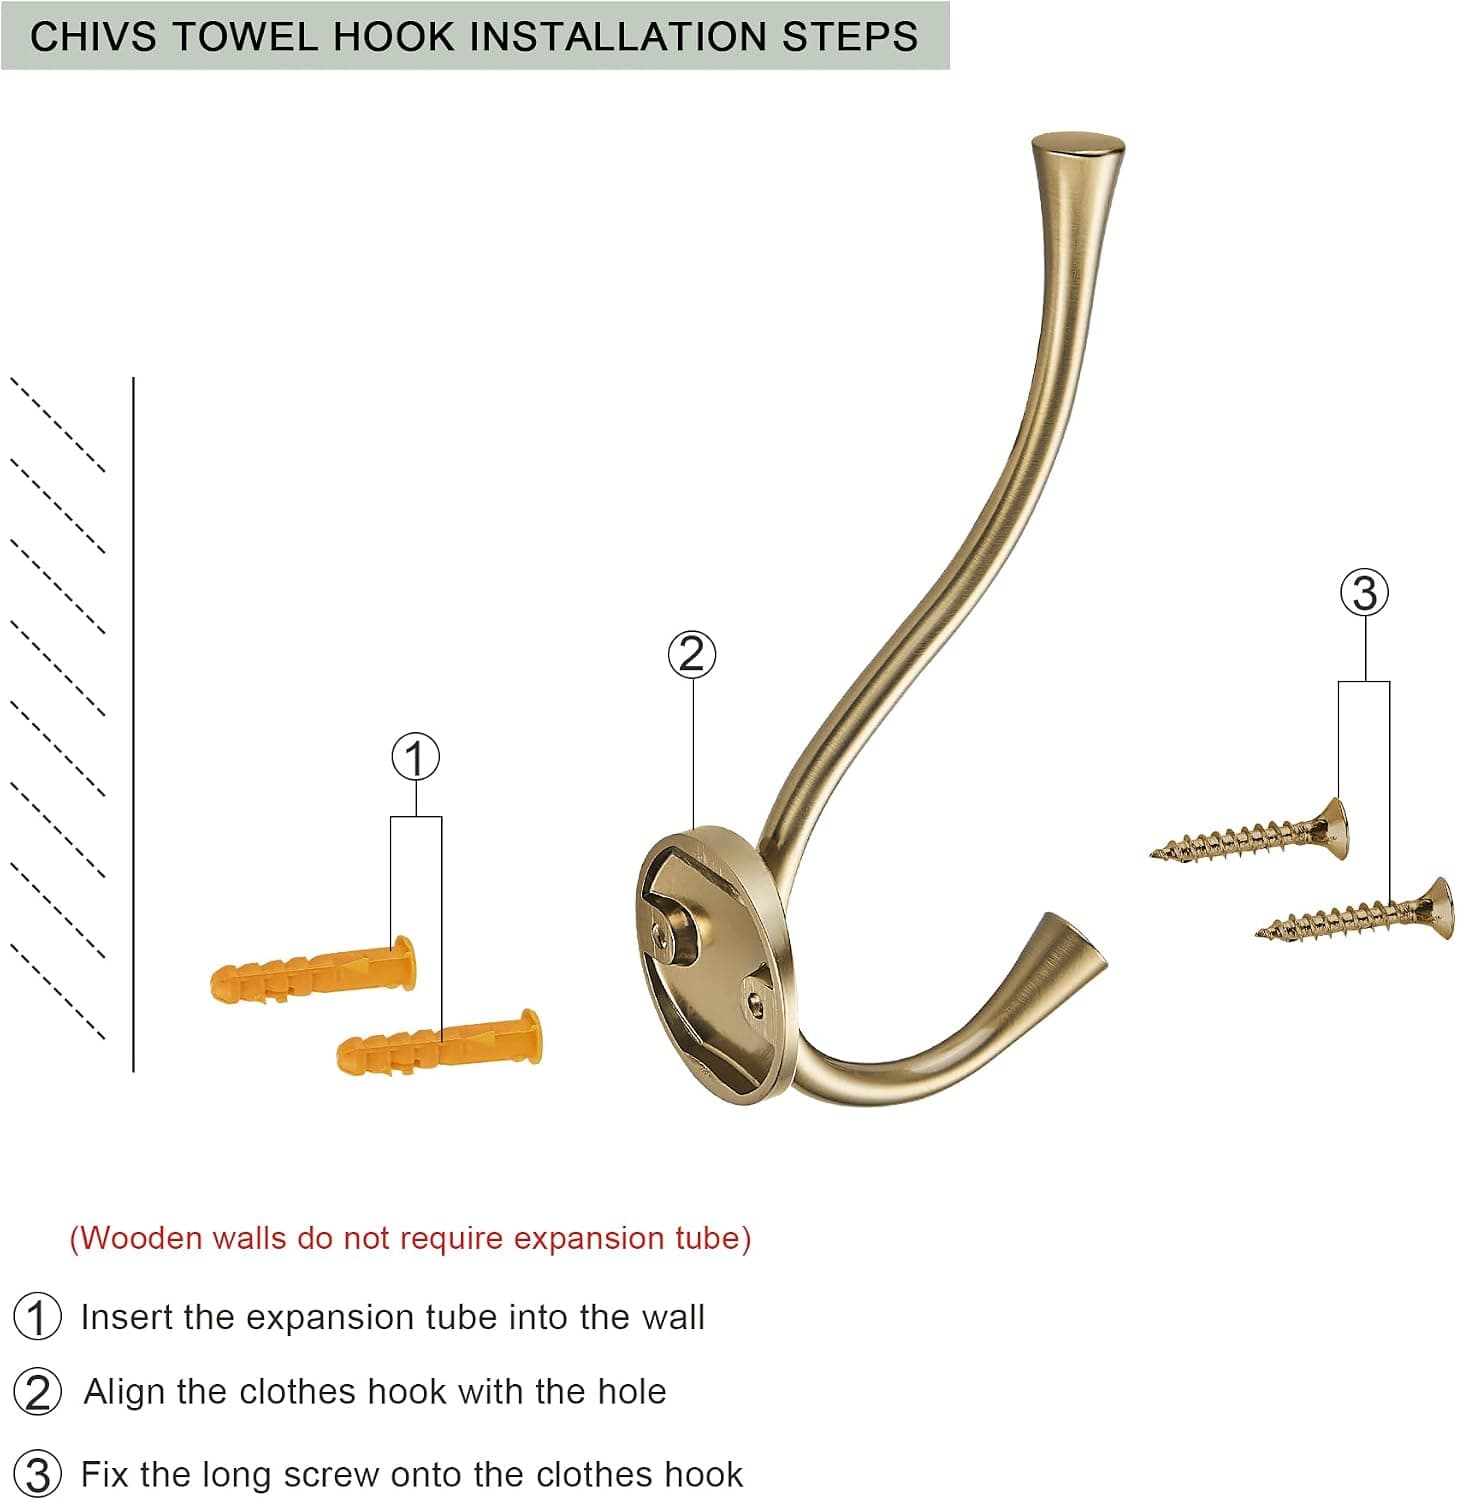 CHIVS TOWEL HOOK INSTALLATION STEPS
3
2
1
(Wooden walls do not require expansion tube)
1 Insert the expansion tube into the wall
2 Align the clothes hook with the hole
3 Fix the long screw onto the clothes hook